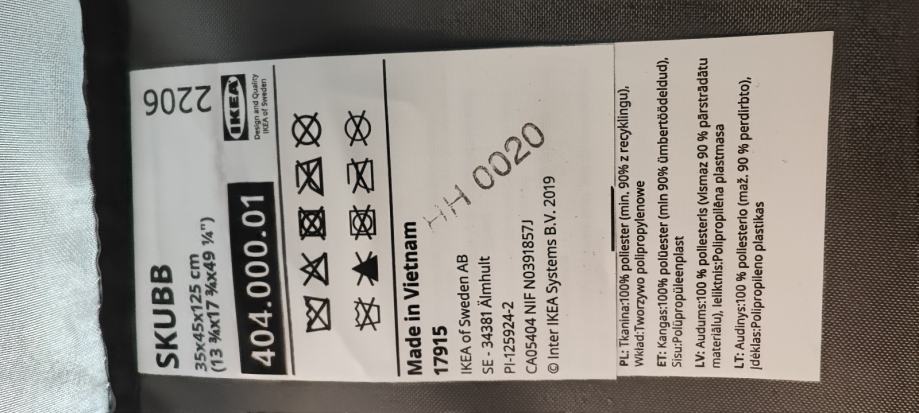 SKUBB
35x45x125 cm
(13 ¾x17 ¾x49 ¼")
404.000.01
2206
IKEA
Design and Quality
IKEA of Sweden
Made in Vietnam
17915
IKEA of Sweden AB
SE - 34381 Älmhult
PI-125924-2
CA05404 NIF N0391857J
© Inter IKEA Systems B.V. 2019
HH 0020
PL: Tkanina:100% poliester (min. 90% z recyklingu),
Wkład:Tworzywo polipropylenowe
ET: Kangas:100% polüester (min 90% ümbertöödeldud),
Sisu:Polüpropüleenplast
LV: Audums:100 % poliesteris (vismaz 90 % pārstrādātu
materiālu), Ieliktnis:Polipropilēna plastmasa
LT: Audinys:100 % poliesterio (maž. 90 % perdirbto),
Įdėklas:Polipropileno plastikas